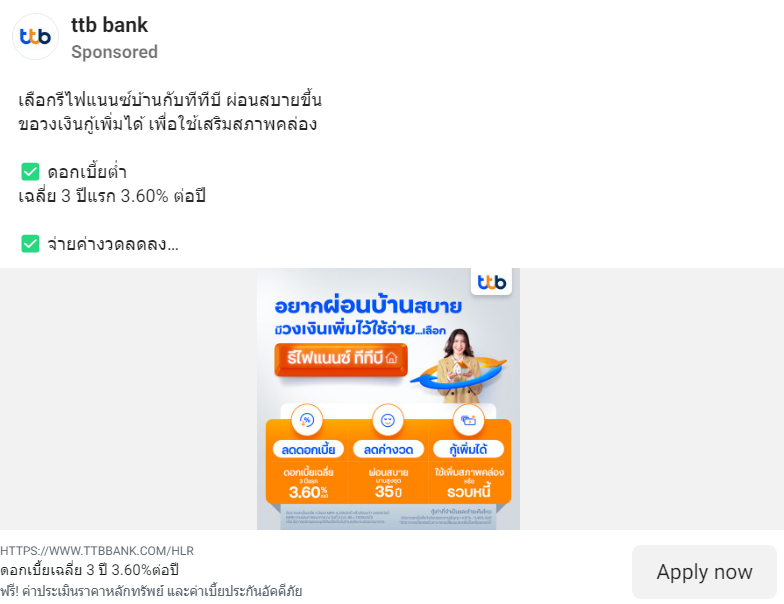 ttb
ttb bank
Sponsored
เลือกรีไฟแนนซ์บ้านกับทีทีบี ผ่อนสบายขึ้น
ขอวงเงินกู้เพิ่มได้ เพื่อใช้เสริมสภาพคล่อง
✅ ดอกเบี้ยต่ำ
เฉลี่ย 3 ปีแรก 3.60% ต่อปี
✅ จ่ายค่างวดลดลง...
ttb
อยากผ่อนบ้านสบาย
มีวงเงินเพิ่มไว้ใช้จ่าย...เลือก
รีไฟแนนซ์ ทีทีบี
%
ลดดอกเบี้ย ลดค่างวด กู้เพิ่มได้
ดอกเบี้ยเฉลี่ย ผ่อนสบาย ใช้เพิ่มสภาพคล่อง
3 ปีแรก นานสูงสุด หรือ
3.60% 35 ปี รวบหนี้
HTTPS://WWW.TTBBANK.COM/HLR
ดอกเบี้ยเฉลี่ย 3 ปี 3.60%ต่อปี
ฟรี! ค่าประเมินราคาหลักทรัพย์ และค่าเบี้ยประกันอัคคีภัย
Apply now